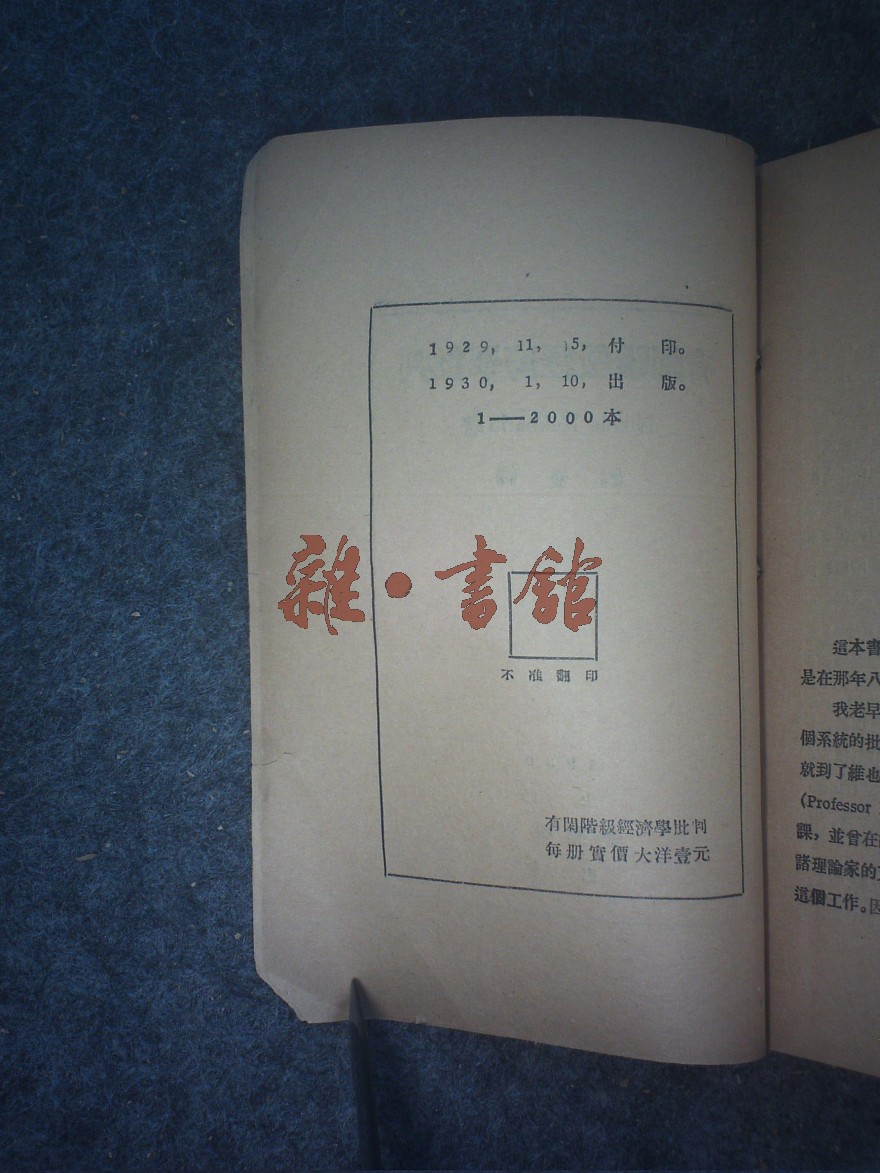 1929, 11, 15, 付 印。
1930, 1, 10, 出 版。
1——2000本
雜·書館
不准翻印
有閑階級經濟學批判
每册實價大洋壹元
這本書
是在那年八
我老早
個系統的批
就到了維也
(Professor
課，並曾在
諸理論家的
這個工作。因